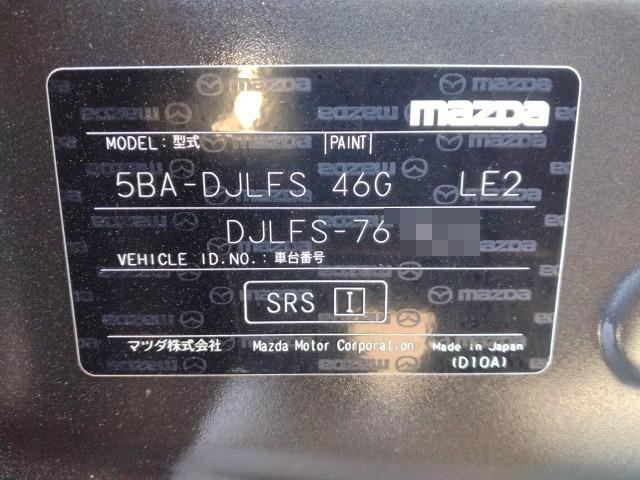 mazda
MODEL : 型式 PAINT
5BA-DJLFS 46G LE2
DJLFS-76
VEHICLE ID.NO. : 車台番号
SRS I
マツダ株式会社 Mazda Motor Corporation Made in Japan
(D10A)